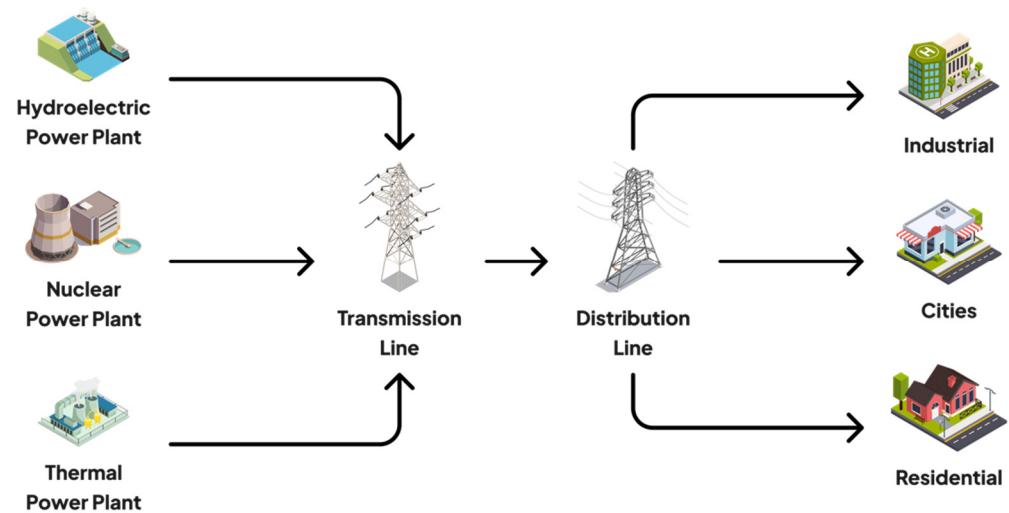 Hydroelectric
Power Plant
Nuclear
Power Plant
Thermal
Power Plant
Transmission
Line
Distribution
Line
H
Industrial
Cities
Residential